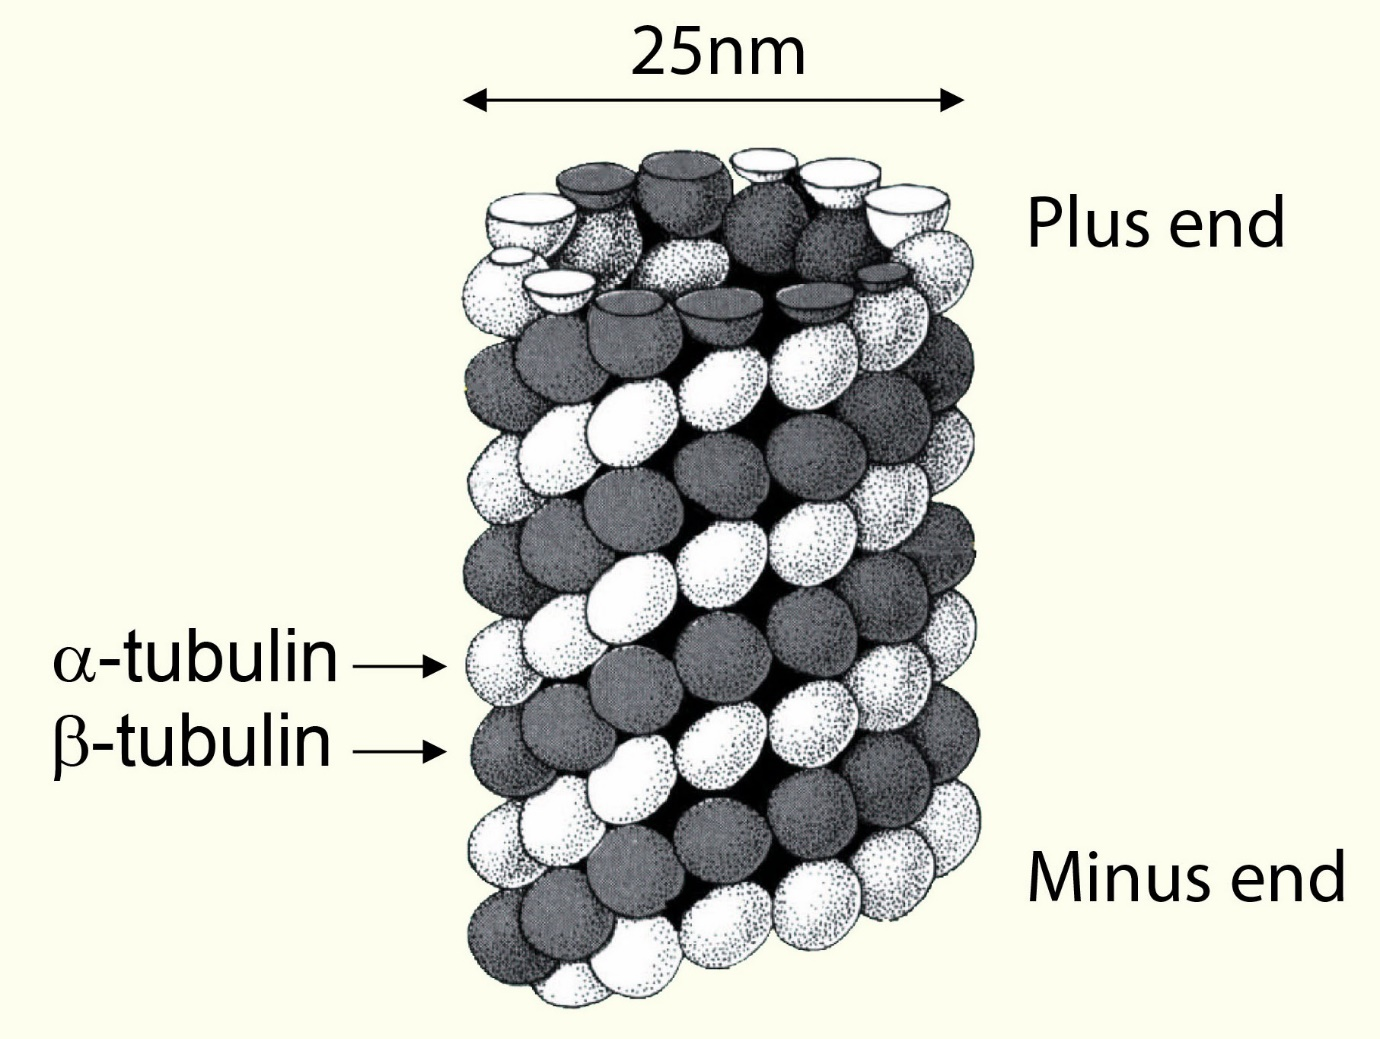 25nm
Plus end
α-tubulin
β-tubulin
Minus end